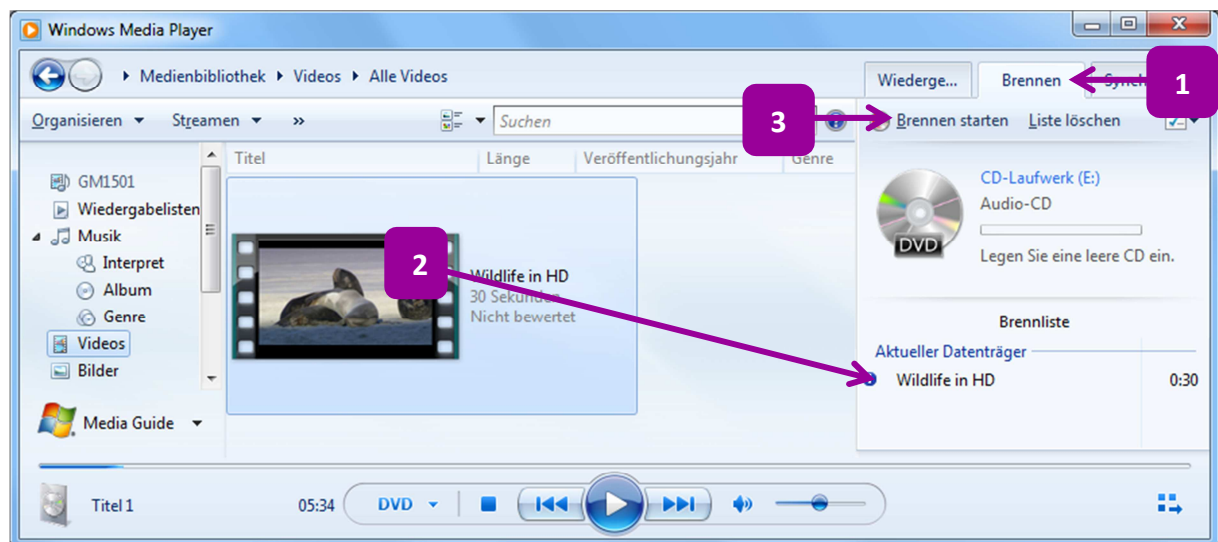 Windows Media Player
Medienbibliothek Videos Alle Videos
Wiederge... Brennen
1
Organisieren Streamen » Suchen
3
Brennen starten Liste löschen
Titel Länge Veröffentlichungsjahr Genre
GM1501
Wiedergabelisten
Musik
Interpret
Album
Genre
Videos
Bilder
Media Guide
2
Wildlife in HD
30 Sekunden
Nicht bewertet
CD-Laufwerk (E:)
Audio-CD
DVD
Legen Sie eine leere CD ein.
Brennliste
Aktueller Datenträger
Wildlife in HD 0:30
Titel 1 05:34 DVD